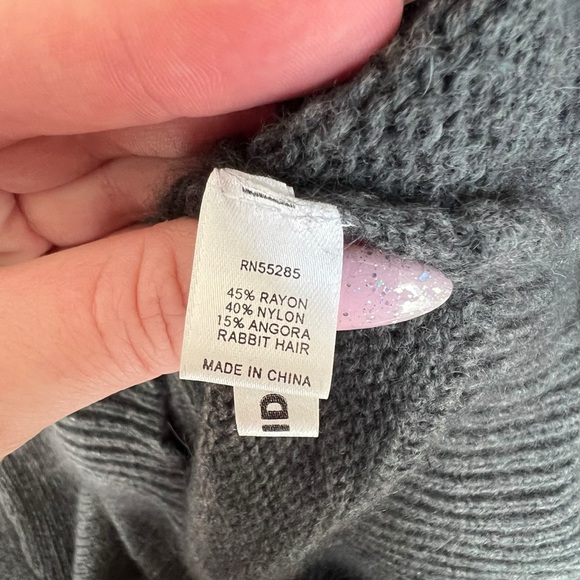 RN55285
45% RAYON
40% NYLON
15% ANGORA
RABBIT HAIR
MADE IN CHINA